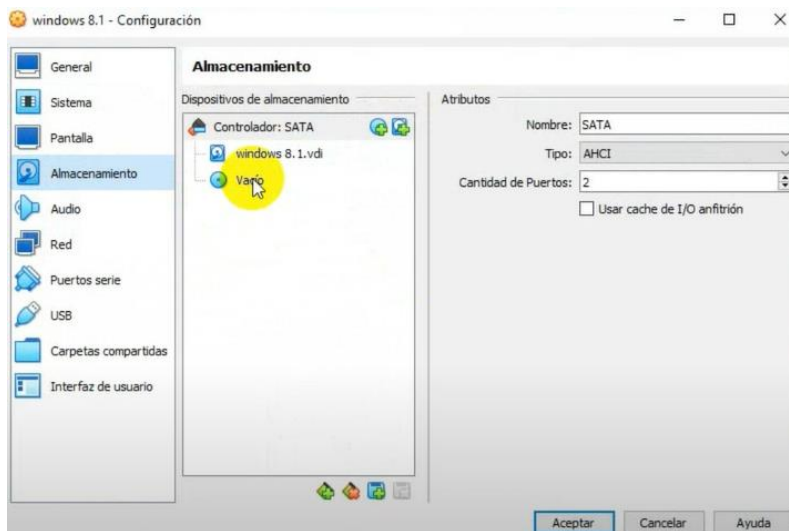 windows 8.1 - Configuración
General
Sistema
Pantalla
Almacenamiento
Audio
Red
Puertos serie
USB
Carpetas compartidas
Interfaz de usuario
Almacenamiento
Dispositivos de almacenamiento
Controlador: SATA
windows 8.1.vdi
Vacío
Atributos
Nombre: SATA
Tipo: AHCI
Cantidad de Puertos: 2
Usar cache de I/O anfitrión
Aceptar Cancelar Ayuda